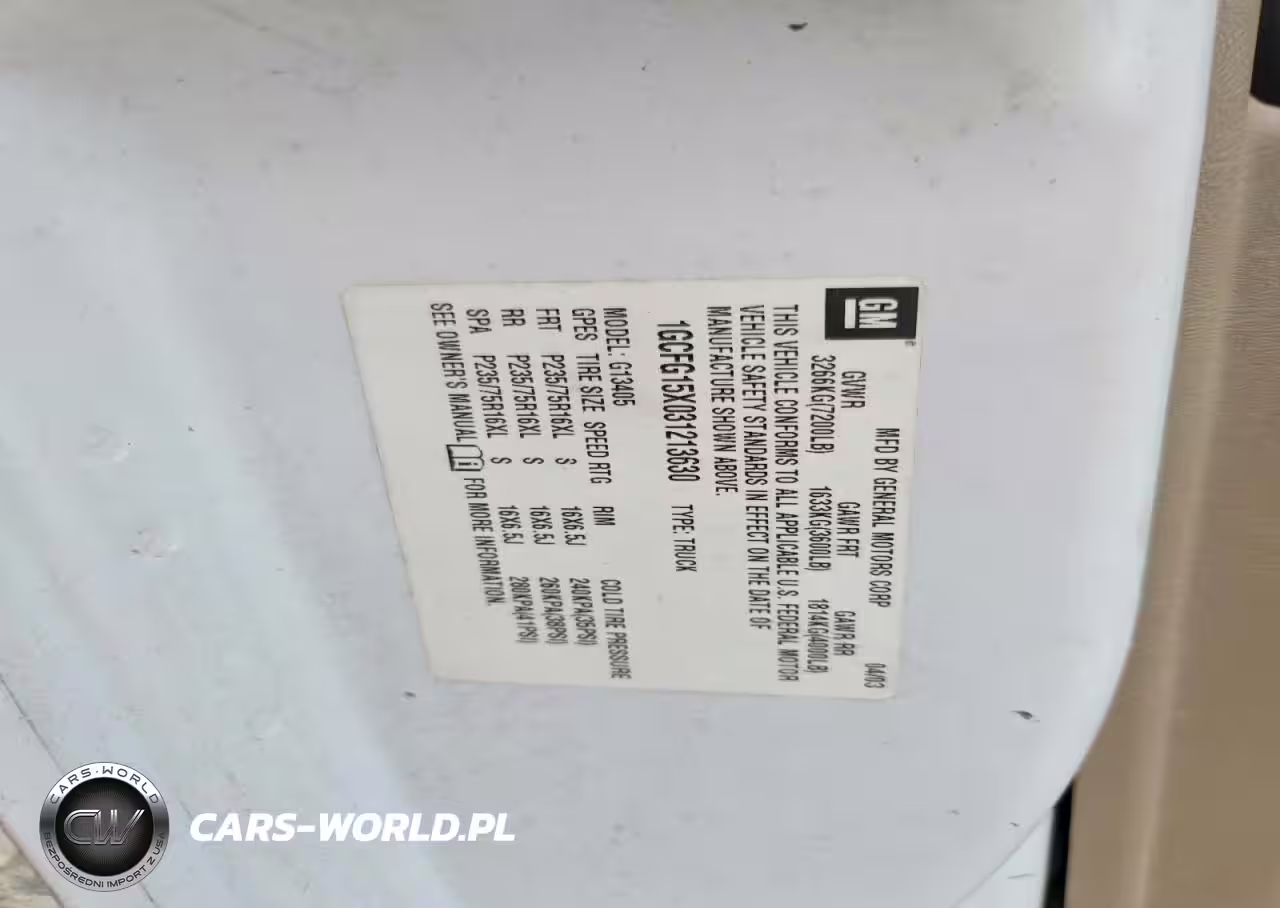 GM
MFD BY GENERAL MOTORS CORP 04/03
GVWR GAWR FRT GAWR RR
3266KG(7200LB) 1633KG(3600LB) 1814KG(4000LB)
THIS VEHICLE CONFORMS TO ALL APPLICABLE U.S. FEDERAL MOTOR
VEHICLE SAFETY STANDARDS IN EFFECT ON THE DATE OF
MANUFACTURE SHOWN ABOVE.
1GCFG15X031213630 TYPE: TRUCK
MODEL: G13405
GPES TIRE SIZE SPEED RTG RIM COLD TIRE PRESSURE
FRT P235/75R16XL S 16X6.5J 240KPA(35PSI)
RR P235/75R16XL S 16X6.5J 260KPA(38PSI)
SPA P235/75R16XL S 16X6.5J 280KPA(41PSI)
SEE OWNER'S MANUAL FOR MORE INFORMATION.
CARS-WORLD
CW
BEZPOŚREDNI IMPORT Z USA
CARS-WORLD.PL